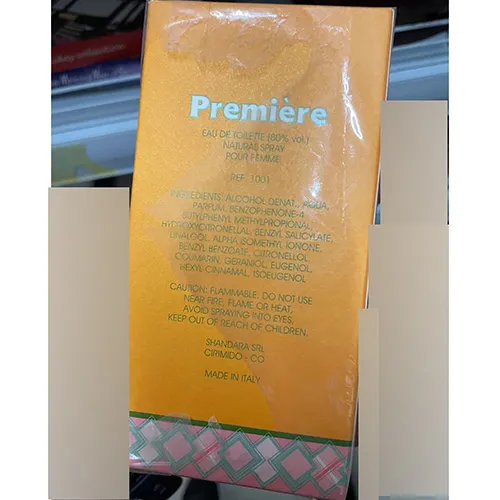 Première
EAU DE TOILETTE (80% vol.)
NATURAL SPRAY
POUR FEMME
REF. 1001
INGREDIENTS: ALCOHOL DENAT., AQUA,
PARFUM, BENZOPHENONE-4
BUTYLPHENYL METHYLPROPIONAL,
HYDROXYCITRONELLAL, BENZYL SALICYLATE,
LINALOOL, ALPHA ISOMETHYL IONONE,
BENZYL BENZOATE, CITRONELLOL
COUMARIN, GERANIOL, EUGENOL,
HEXYL CINNAMAL, ISOEUGENOL
CAUTION: FLAMMABLE. DO NOT USE
NEAR FIRE, FLAME OR HEAT,
AVOID SPRAYING INTO EYES,
KEEP OUT OF REACH OF CHILDREN.
SHANDARA SRL
CIRIMIDO - CO
MADE IN ITALY